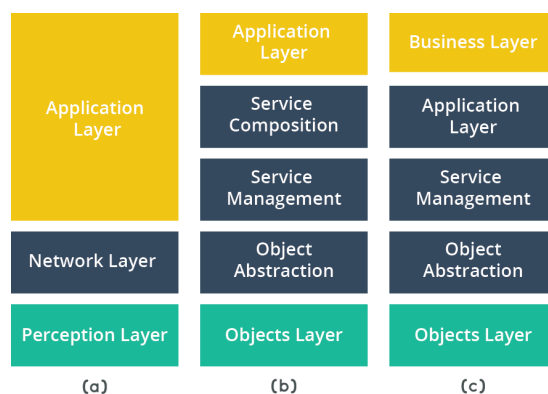 Application
Layer
Network Layer
Perception Layer
(a)
Application
Layer
Service
Composition
Service
Management
Object
Abstraction
Objects Layer
(b)
Business Layer
Application
Layer
Service
Management
Object
Abstraction
Objects Layer
(c)